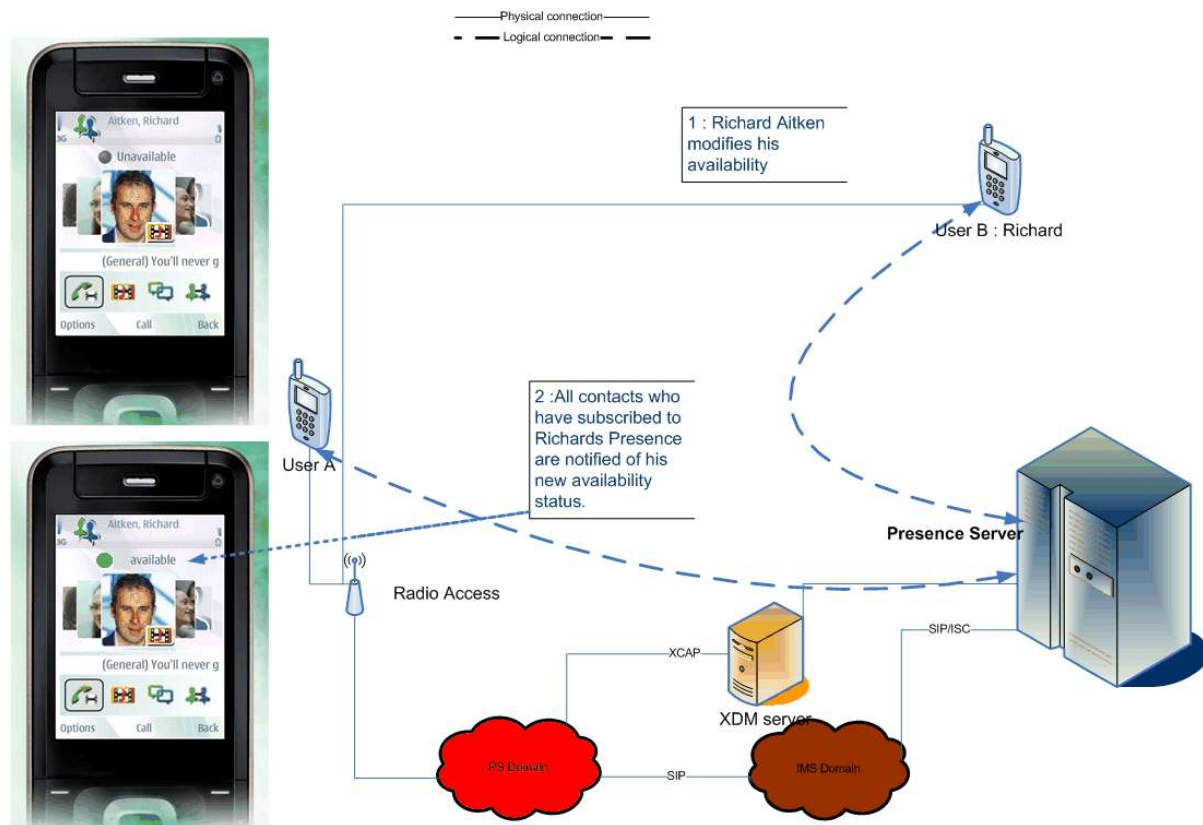 Physical connection
Logical connection
Aitken, Richard
3G
Unavailable
(General) You'll never g
Options Call Back
1 : Richard Aitken
modifies his
availability
User B : Richard
User A
2 :All contacts who
have subscribed to
Richards Presence
are notified of his
new availability
status.
Aitken, Richard
3G
available
(General) You'll never g
Options Call Back
Presence Server
Radio Access
SIP/ISC
XCAP
XDM server
PS Domain
SIP
IMS Domain